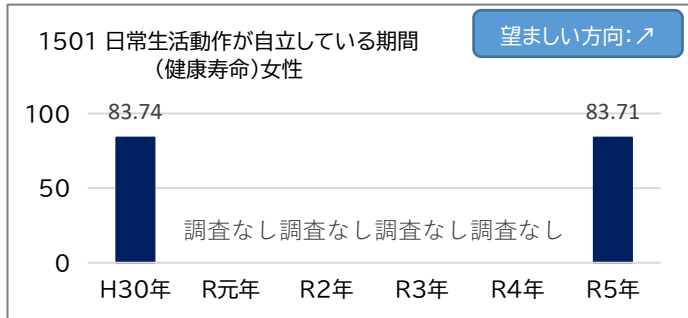 1501 日常生活動作が自立している期間
（健康寿命）女性
望ましい方向：↗
100
50
0
83.74
83.71
調査なし 調査なし 調査なし 調査なし
H30年 R元年 R2年 R3年 R4年 R5年